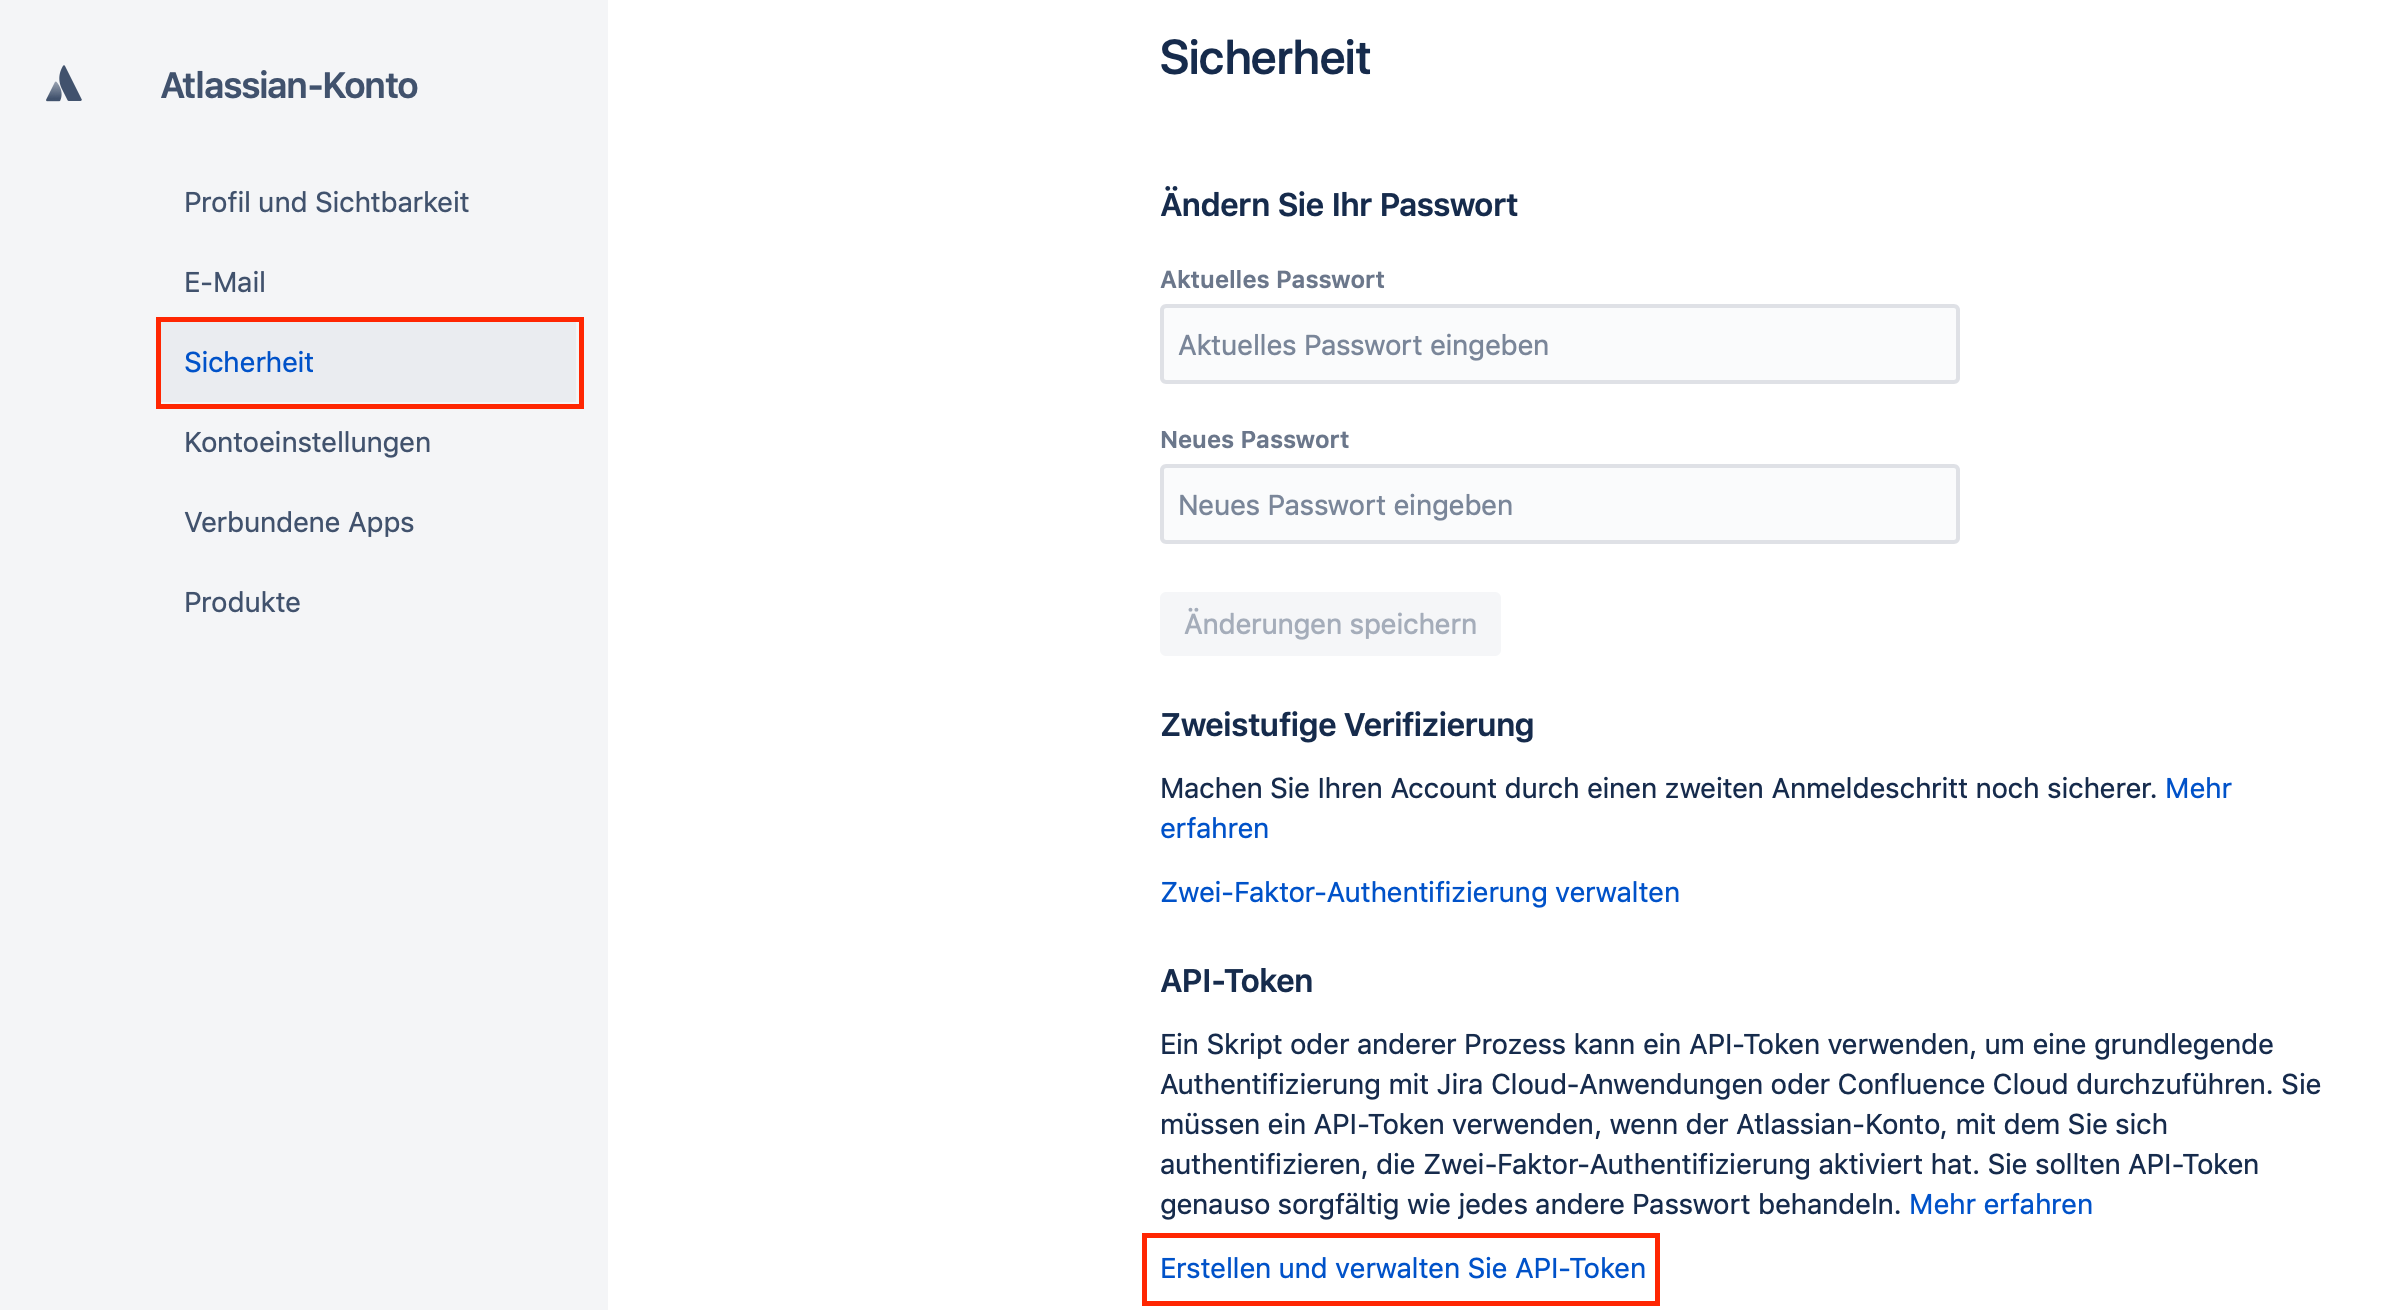 Atlassian-Konto
Profil und Sichtbarkeit
E-Mail
Sicherheit
Kontoeinstellungen
Verbundene Apps
Produkte
Sicherheit
Ändern Sie Ihr Passwort
Aktuelles Passwort
Aktuelles Passwort eingeben
Neues Passwort
Neues Passwort eingeben
Änderungen speichern
Zweistufige Verifizierung
Machen Sie Ihren Account durch einen zweiten Anmeldeschritt noch sicherer. Mehr
erfahren
Zwei-Faktor-Authentifizierung verwalten
API-Token
Ein Skript oder anderer Prozess kann ein API-Token verwenden, um eine grundlegende
Authentifizierung mit Jira Cloud-Anwendungen oder Confluence Cloud durchzuführen. Sie
müssen ein API-Token verwenden, wenn der Atlassian-Konto, mit dem Sie sich
authentifizieren, die Zwei-Faktor-Authentifizierung aktiviert hat. Sie sollten API-Token
genauso sorgfältig wie jedes andere Passwort behandeln. Mehr erfahren
Erstellen und verwalten Sie API-Token